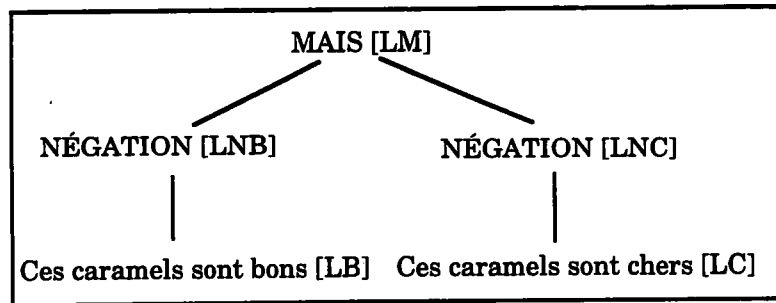 MAIS [LM]
NÉGATION [LNB] NÉGATION [LNC]
Ces caramels sont bons [LB] Ces caramels sont chers [LC]